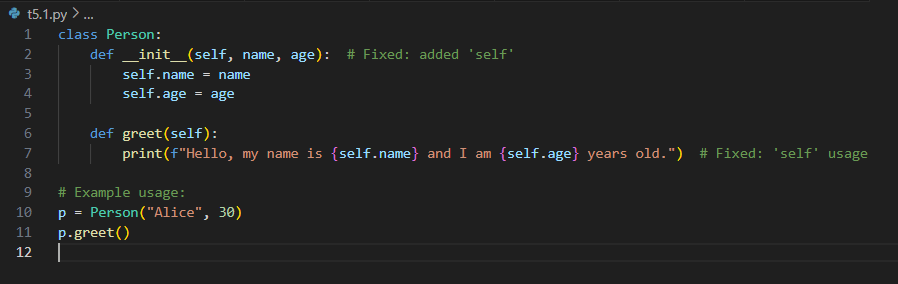 t5.1.py > ...
1 class Person:
2     def __init__(self, name, age):  # Fixed: added 'self'
3         self.name = name
4         self.age = age
5
6     def greet(self):
7         print(f"Hello, my name is {self.name} and I am {self.age} years old.")  # Fixed: 'self' usage
8
9 # Example usage:
10 p = Person("Alice", 30)
11 p.greet()
12